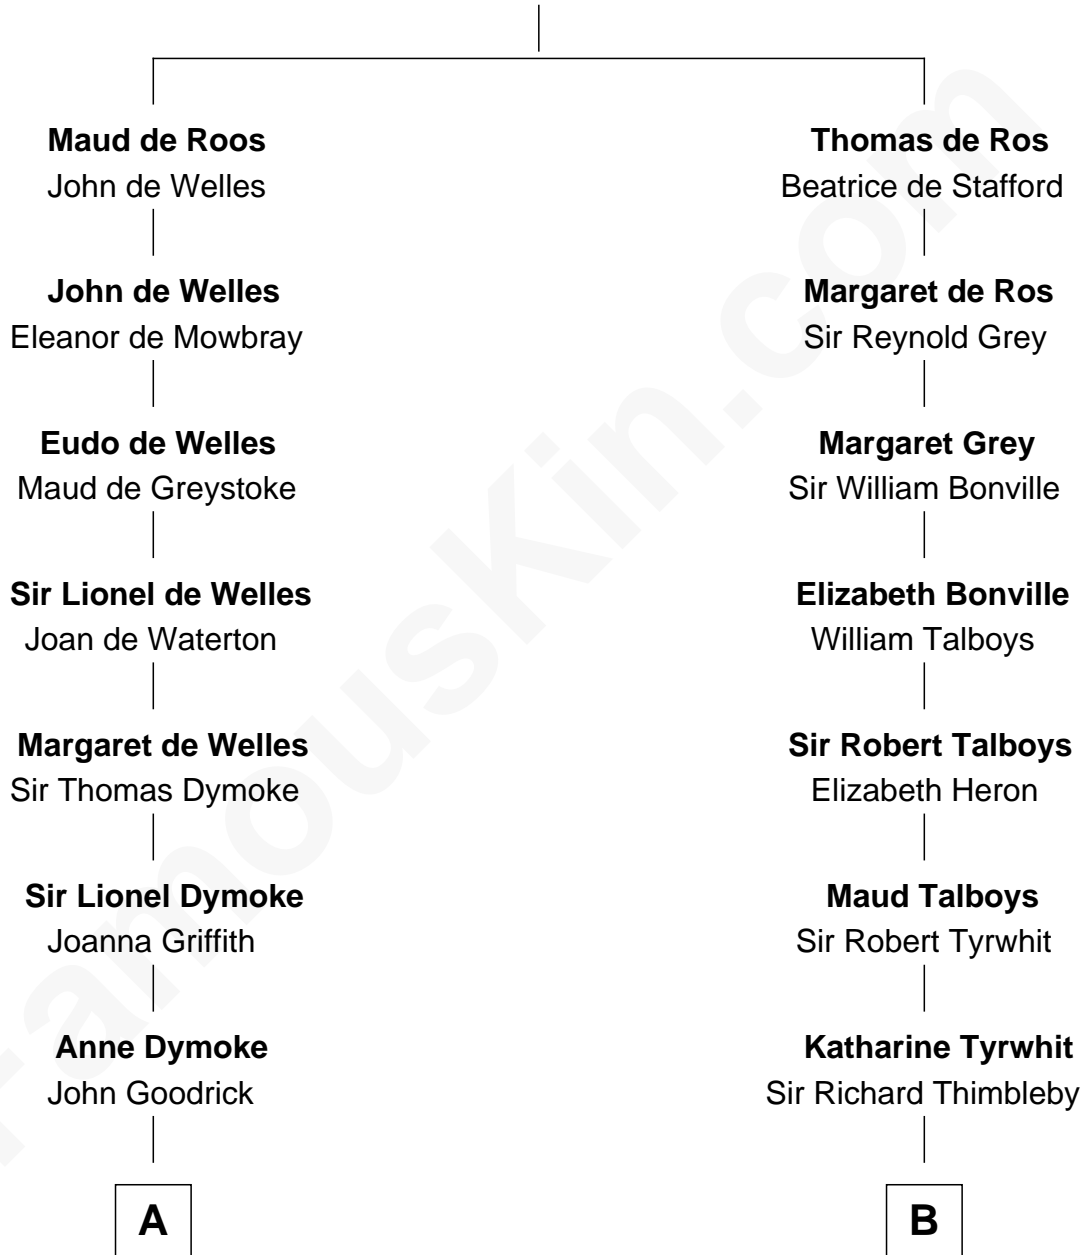 Maud de Roos
John de Welles
John de Welles
Eleanor de Mowbray
Eudo de Welles
Maud de Greystoke
Sir Lionel de Welles
Joan de Waterton
Margaret de Welles
Sir Thomas Dymoke
Sir Lionel Dymoke
Joanna Griffith
Anne Dymoke
John Goodrick
A
Thomas de Ros
Beatrice de Stafford
Margaret de Ros
Sir Reynold Grey
Margaret Grey
Sir William Bonville
Elizabeth Bonville
William Talboys
Sir Robert Talboys
Elizabeth Heron
Maud Talboys
Sir Robert Tyrwhit
Katharine Tyrwhit
Sir Richard Thimbleby
B
FamousKin.com